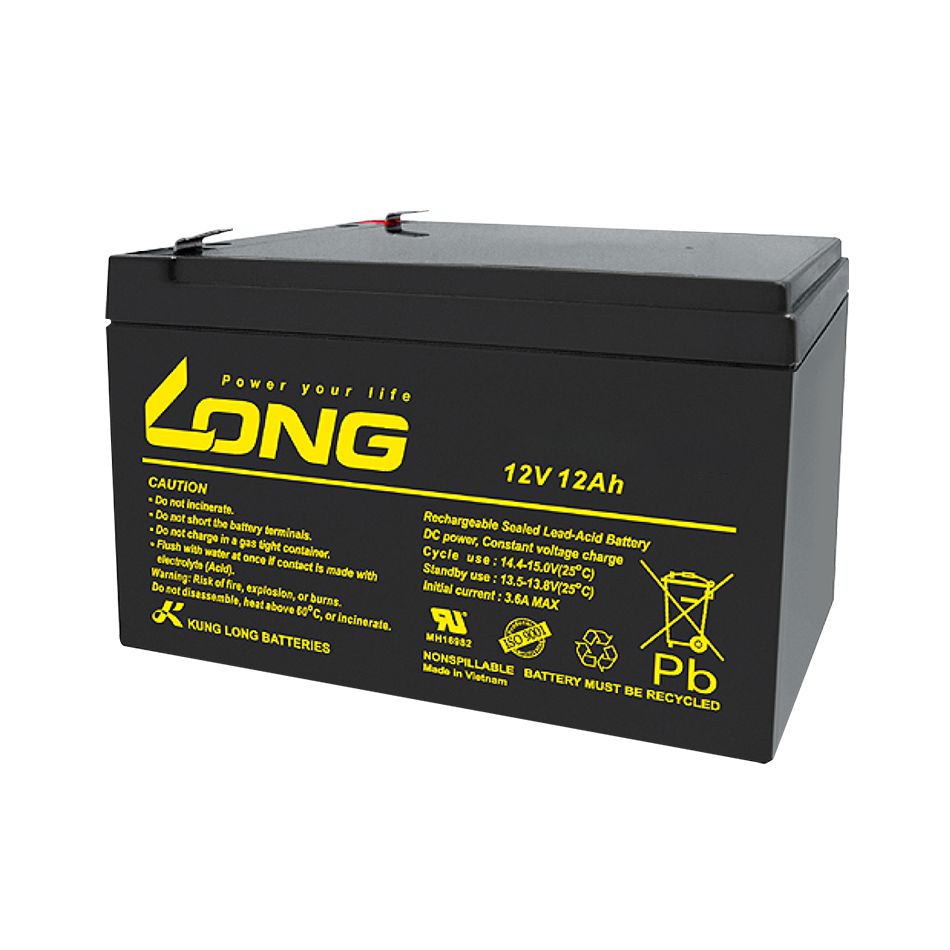 Power your life
LONG
12V 12Ah
CAUTION
• Do not incinerate.
• Do not short the battery terminals.
• Do not charge in a gas tight container.
• Flush with water at once if contact is made with
electrolyte (Acid).
Warning: Risk of fire, explosion, or burns.
Do not disassemble, heat above 60°C, or incinerate.
KUNG LONG BATTERIES
Rechargeable Sealed Lead-Acid Battery
DC power, Constant voltage charge
Cycle use : 14.4-15.0V(25°C)
Standby use : 13.5-13.8V(25°C)
Initial current : 3.6A MAX
MH16982
ISO 9001
Pb
NONSPILLABLE
Made in Vietnam
BATTERY MUST BE RECYCLED